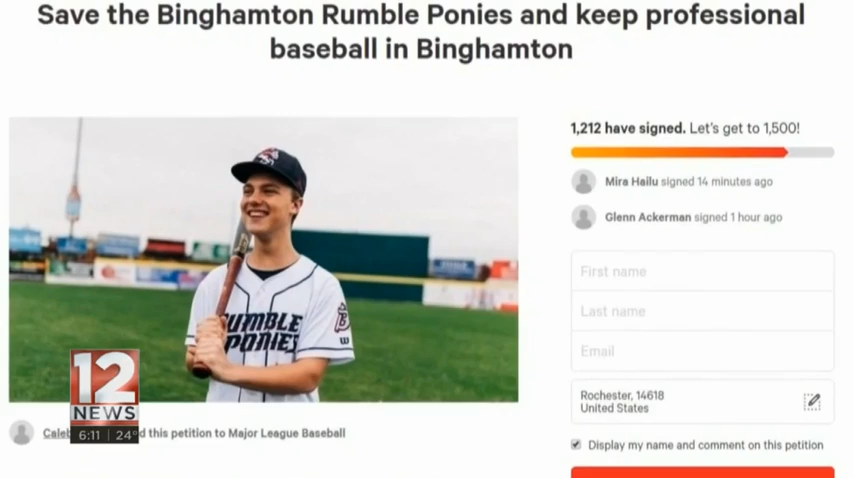 Save the Binghamton Rumble Ponies and keep professional
baseball in Binghamton
1,212 have signed. Let's get to 1,500!
Mira Hailu signed 14 minutes ago
Glenn Ackerman signed 1 hour ago
First name
Last name
Email
Rochester, 14618
United States
Display my name and comment on this petition
RUMBLE
PONIES
B
W
12
NEWS
6:11 | 24°
this petition to Major League Baseball